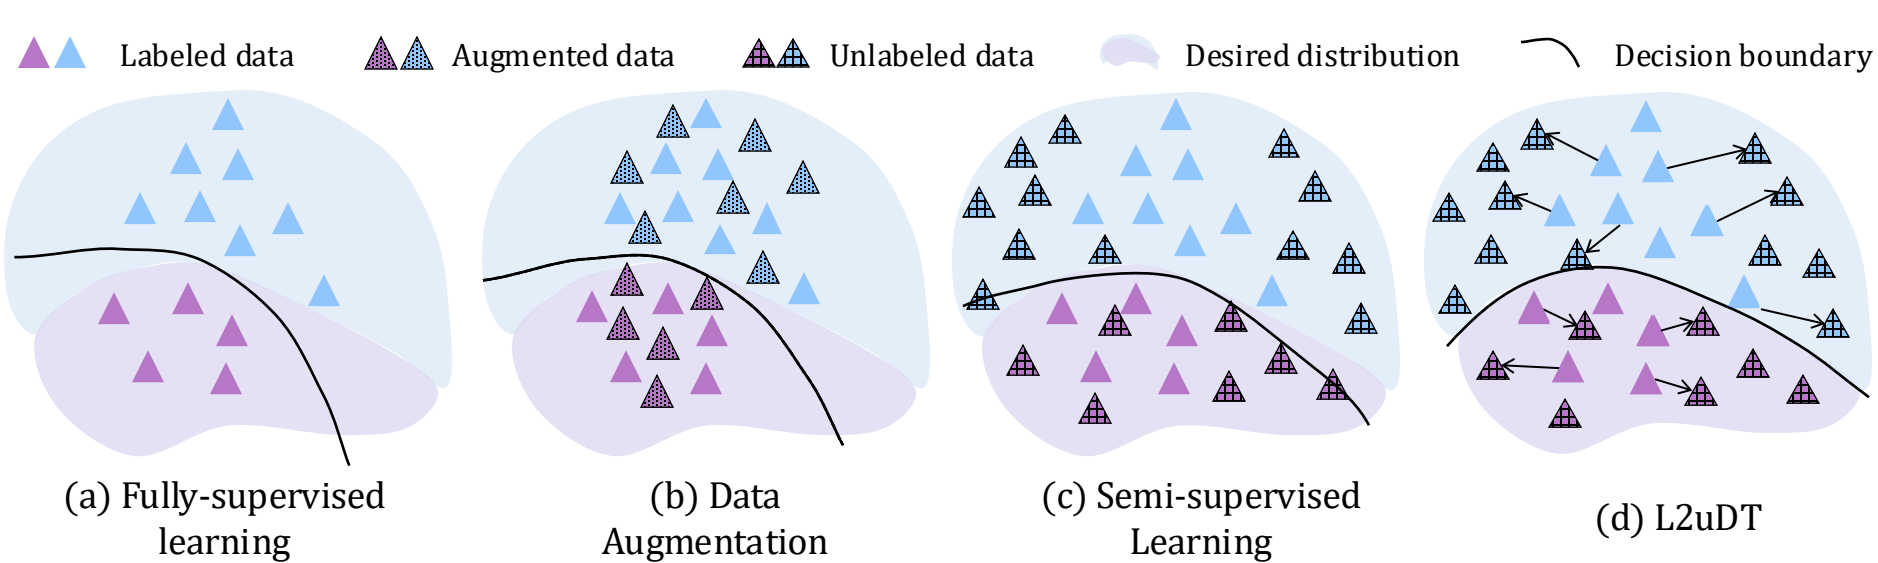 Labeled data
Augmented data
Unlabeled data
Desired distribution
Decision boundary
(a) Fully-supervised
learning
(b) Data
Augmentation
(c) Semi-supervised
Learning
(d) L2uDT